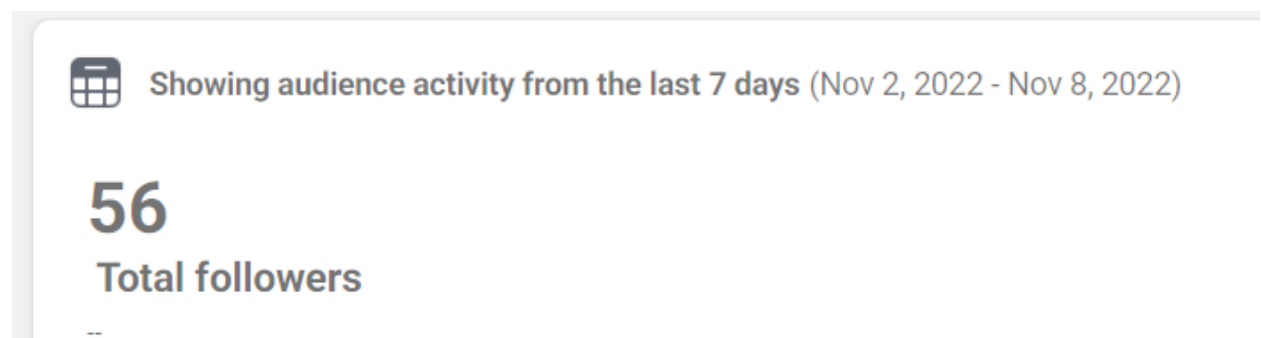 Showing audience activity from the last 7 days (Nov 2, 2022 - Nov 8, 2022)
56
Total followers
--